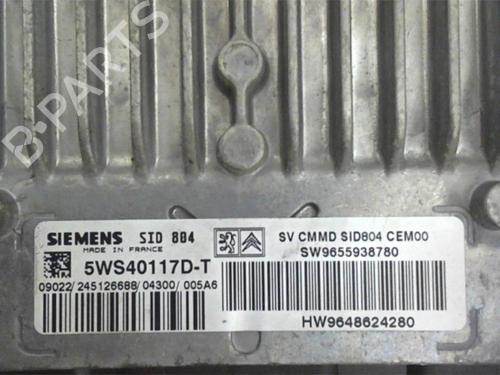 B-PARTS
SIEMENS SID 804
MADE IN FRANCE
5WS40117D-T
09022/245126688/04300/005A6
SV CMMD SID804 CEM00
SW9655938780
HW9648624280